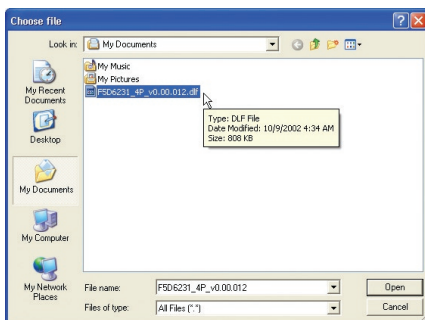 Choose file
Look in:
My Documents
My Recent
Documents
Desktop
My Documents
My Computer
My Network
Places
My Music
My Pictures
F5D6231_4P_v0.00.012.dlf
Type: DLF File
Date Modified: 10/9/2002 4:34 AM
Size: 808 KB
File name:
F5D6231_4P_v0.00.012
Open
Files of type:
All Files (*.*)
Cancel